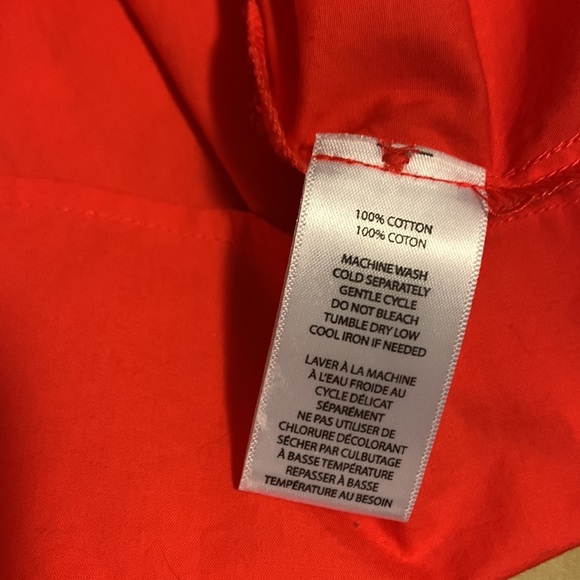 100% COTTON
100% COTON
MACHINE WASH
COLD SEPARATELY
GENTLE CYCLE
DO NOT BLEACH
TUMBLE DRY LOW
COOL IRON IF NEEDED
LAVER À LA MACHINE
À L'EAU FROIDE AU
CYCLE DÉLICAT
SÉPARÉMENT
NE PAS UTILISER DE
CHLORURE DÉCOLORANT
SÉCHER PAR CULBUTAGE
À BASSE TEMPÉRATURE
REPASSER À BASSE
TEMPÉRATURE AU BESOIN